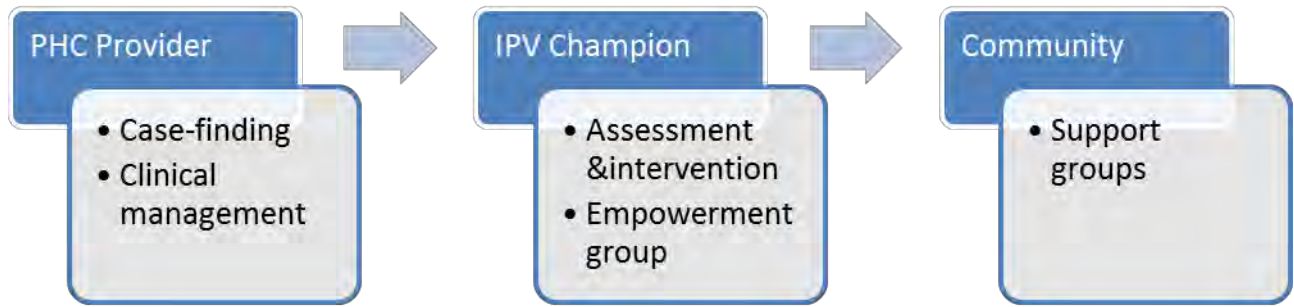 PHC Provider
• Case-finding
• Clinical
management
IPV Champion
• Assessment
&intervention
• Empowerment
group
Community
• Support
groups